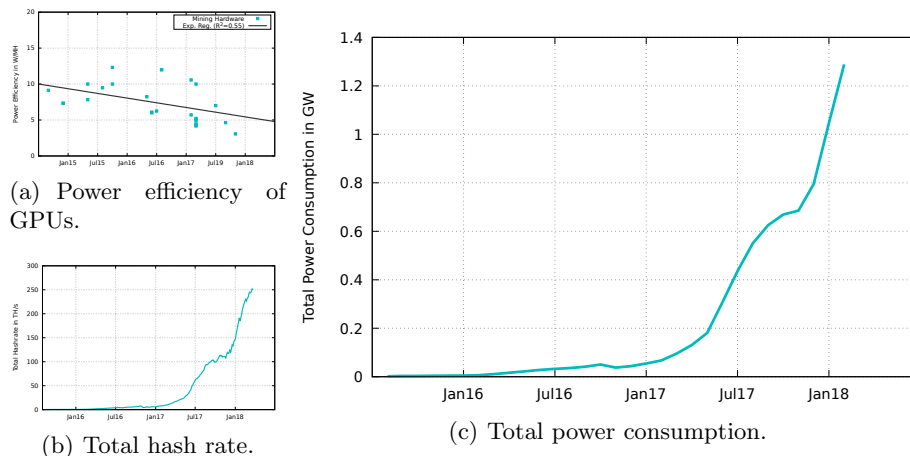 Mining Hardware
Exp. Reg. (R²=0.55)
Power Efficiency in W/MH
20
15
10
5
0
Jan15 Jul15 Jan16 Jul16 Jan17 Jul19 Jan18
(a) Power efficiency of
GPUs.
Total Hashrate in TH/s
300
250
200
150
100
50
0
Jan16 Jul16 Jan17 Jul17 Jan18
(b) Total hash rate.
Total Power Consumption in GW
1.4
1.2
1
0.8
0.6
0.4
0.2
0
Jan16 Jul16 Jan17 Jul17 Jan18
(c) Total power consumption.